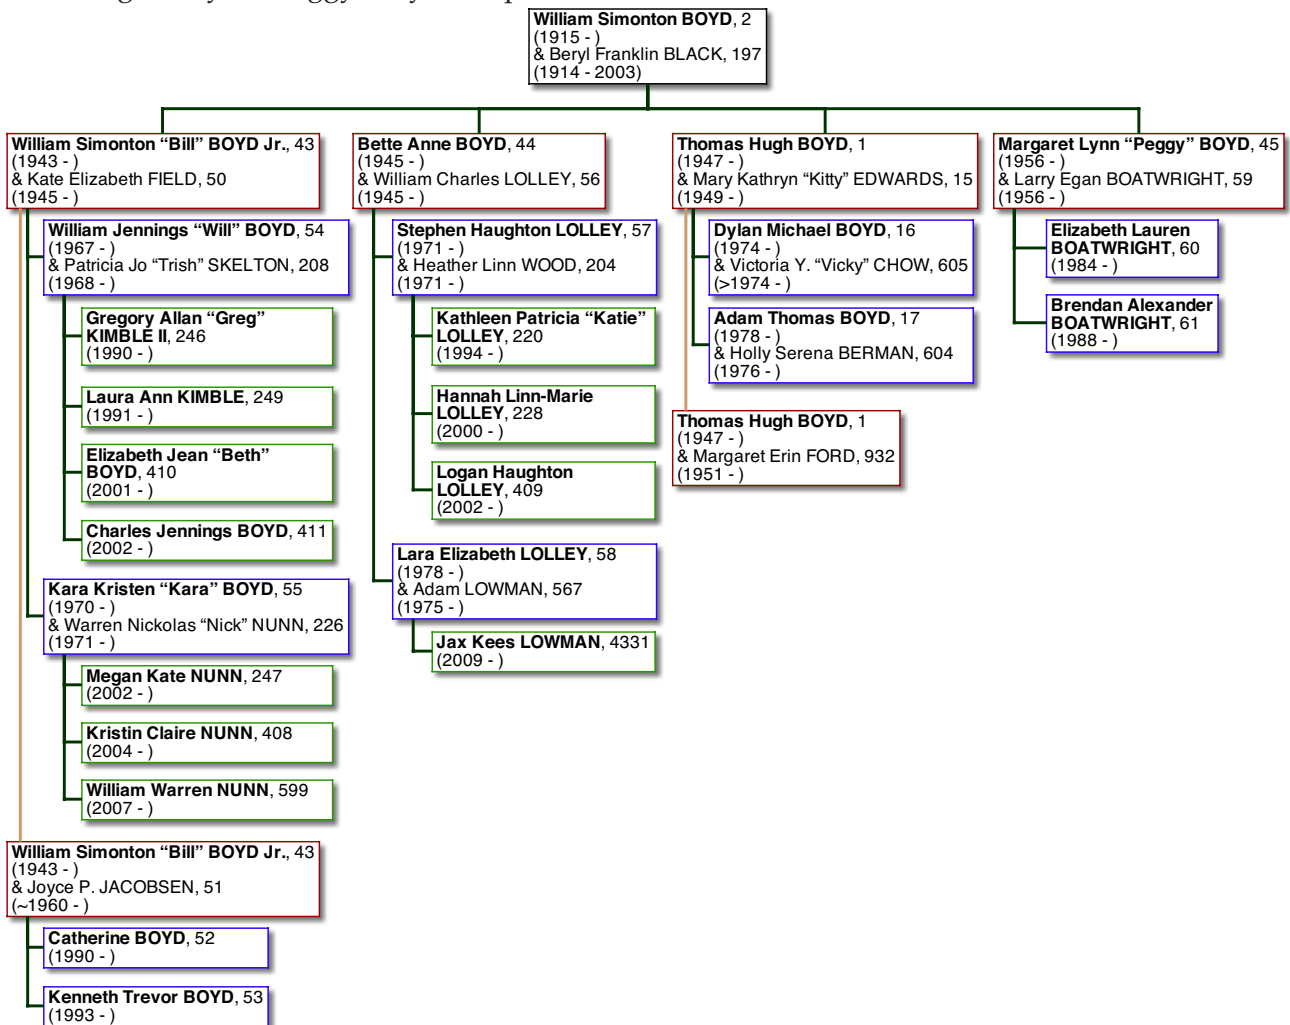 William Simonton BOYD, 2
(1915 - )
& Beryl Franklin BLACK, 197
(1914 - 2003)
William Simonton “Bill” BOYD Jr., 43
(1943 - )
& Kate Elizabeth FIELD, 50
(1945 - )
William Jennings “Will” BOYD, 54
(1967 - )
& Patricia Jo “Trish” SKELTON, 208
(1968 - )
Gregory Allan “Greg”
KIMBLE II, 246
(1990 - )
Laura Ann KIMBLE, 249
(1991 - )
Elizabeth Jean “Beth”
BOYD, 410
(2001 - )
Charles Jennings BOYD, 411
(2002 - )
Kara Kristen “Kara” BOYD, 55
(1970 - )
& Warren Nickolas “Nick” NUNN, 226
(1971 - )
Megan Kate NUNN, 247
(2002 - )
Kristin Claire NUNN, 408
(2004 - )
William Warren NUNN, 599
(2007 - )
William Simonton “Bill” BOYD Jr., 43
(1943 - )
& Joyce P. JACOBSEN, 51
(~1960 - )
Catherine BOYD, 52
(1990 - )
Kenneth Trevor BOYD, 53
(1993 - )
Bette Anne BOYD, 44
(1945 - )
& William Charles LOLLEY, 56
(1945 - )
Stephen Haughton LOLLEY, 57
(1971 - )
& Heather Linn WOOD, 204
(1971 - )
Kathleen Patricia “Katie”
LOLLEY, 220
(1994 - )
Hannah Linn-Marie
LOLLEY, 228
(2000 - )
Logan Haughton
LOLLEY, 409
(2002 - )
Lara Elizabeth LOLLEY, 58
(1978 - )
& Adam LOWMAN, 567
(1975 - )
Jax Kees LOWMAN, 4331
(2009 - )
Thomas Hugh BOYD, 1
(1947 - )
& Mary Kathryn “Kitty” EDWARDS, 15
(1949 - )
Dylan Michael BOYD, 16
(1974 - )
& Victoria Y. “Vicky” CHOW, 605
(>1974 - )
Adam Thomas BOYD, 17
(1978 - )
& Holly Serena BERMAN, 604
(1976 - )
Thomas Hugh BOYD, 1
(1947 - )
& Margaret Erin FORD, 932
(1951 - )
Margaret Lynn “Peggy” BOYD, 45
(1956 - )
& Larry Egan BOATWRIGHT, 59
(1956 - )
Elizabeth Lauren
BOATWRIGHT, 60
(1984 - )
Brendan Alexander
BOATWRIGHT, 61
(1988 - )